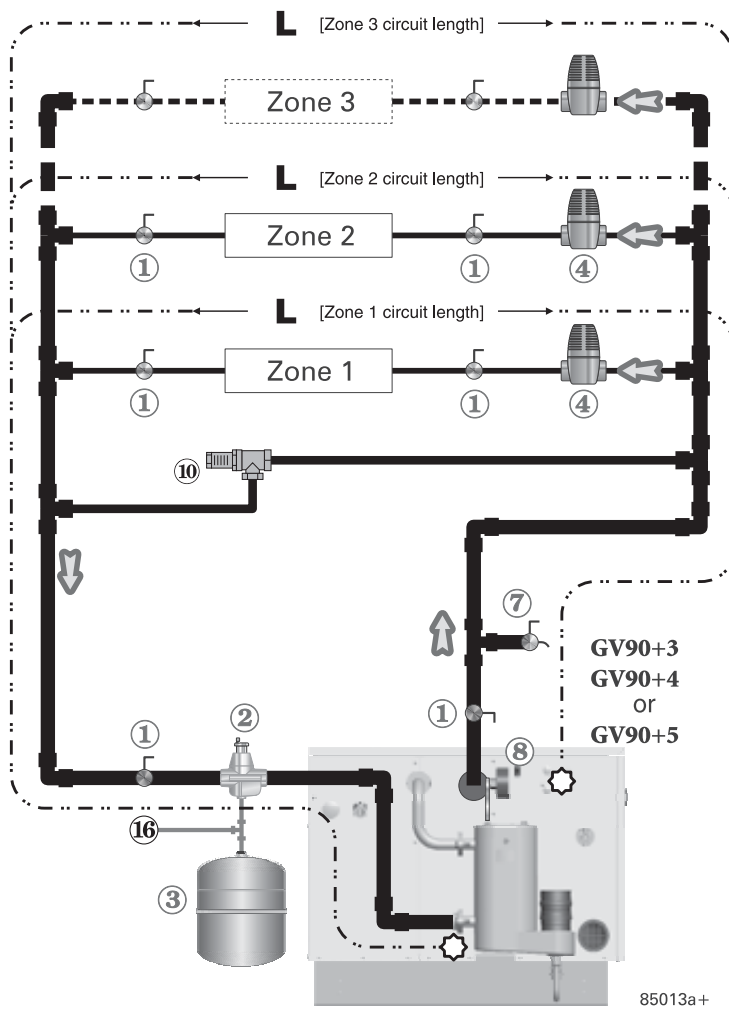 L [Zone 3 circuit length]
Zone 3
L [Zone 2 circuit length]
Zone 2
1 1 4
L [Zone 1 circuit length]
Zone 1
1 1 4
10
7
GV90+3
GV90+4
or
GV90+5
1
1 2
8
16
3
85013a+